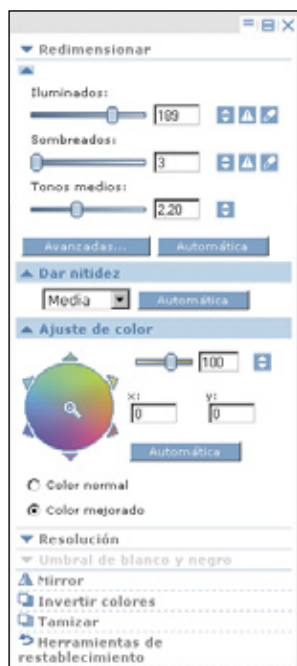 Redimensionar
Iluminados:
189
Sombreados:
3
Tonos medios:
2.20
Avanzadas... Automática
Dar nitidez
Media Automática
Ajuste de color
100
x: y:
0 0
Automática
Color normal
Color mejorado
Resolución
Umbral de blanco y negro
Mirror
Invertir colores
Tamizar
Herramientas de
restablecimiento